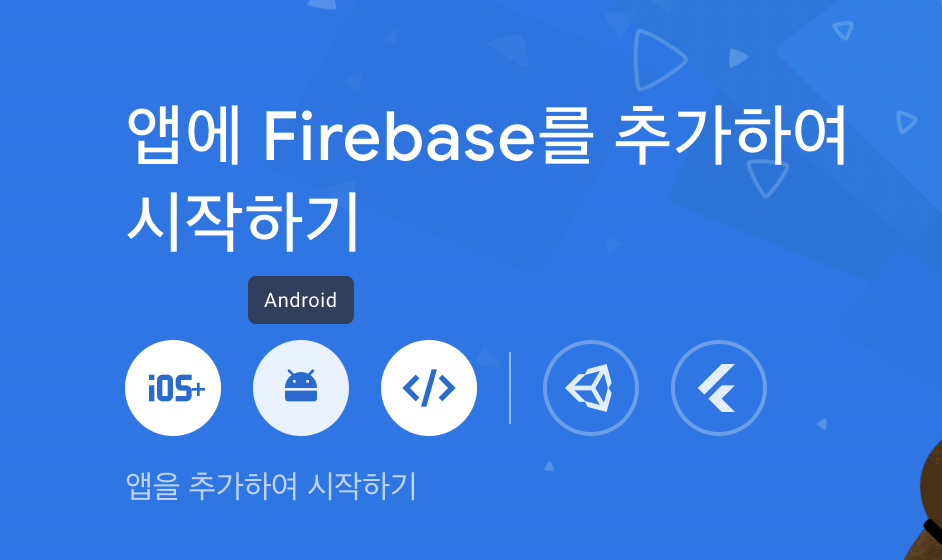 앱에 Firebase를 추가하여
시작하기
Android
iOS+
앱을 추가하여 시작하기